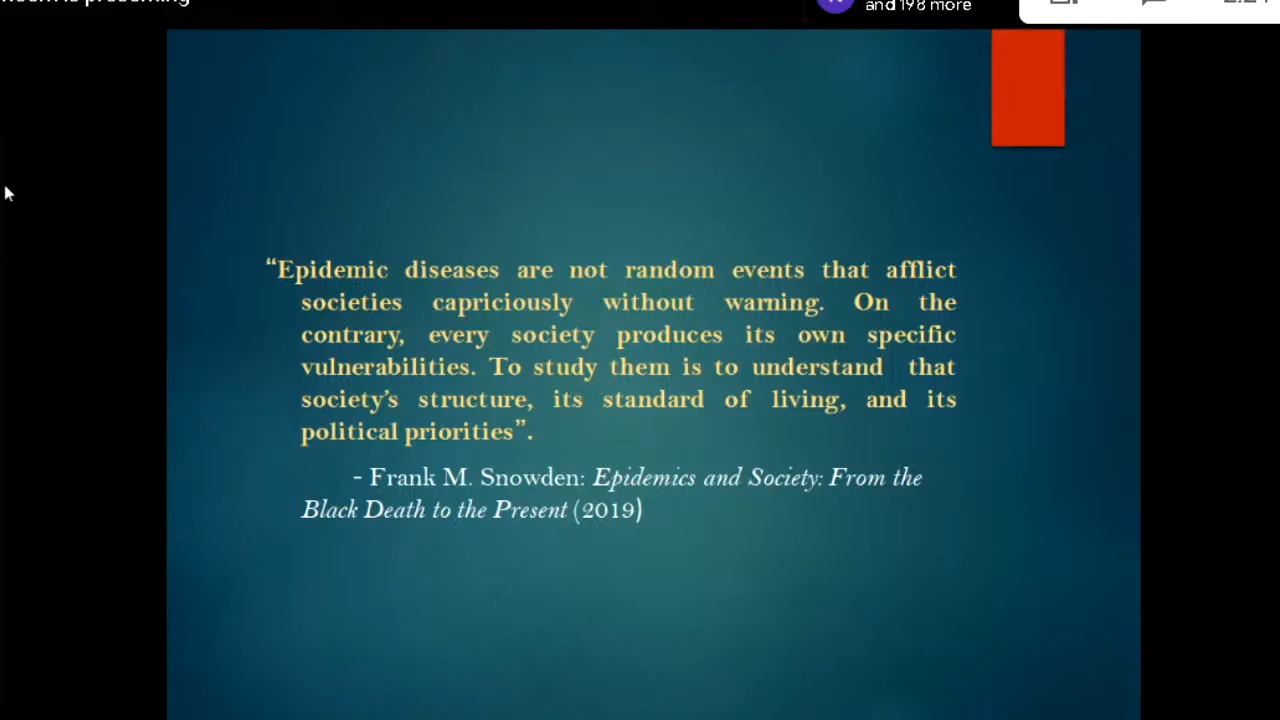 is presenting
and 198 more
“Epidemic diseases are not random events that afflict
societies capriciously without warning. On the
contrary, every society produces its own specific
vulnerabilities. To study them is to understand that
society’s structure, its standard of living, and its
political priorities”.
- Frank M. Snowden: Epidemics and Society: From the
Black Death to the Present (2019)